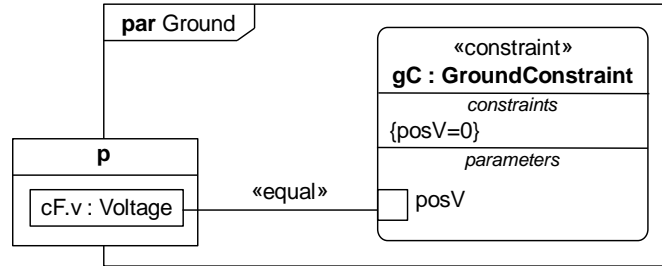 par Ground
«constraint»
gC : GroundConstraint
constraints
{posV=0}
parameters
posV
p
cF.v : Voltage
«equal»